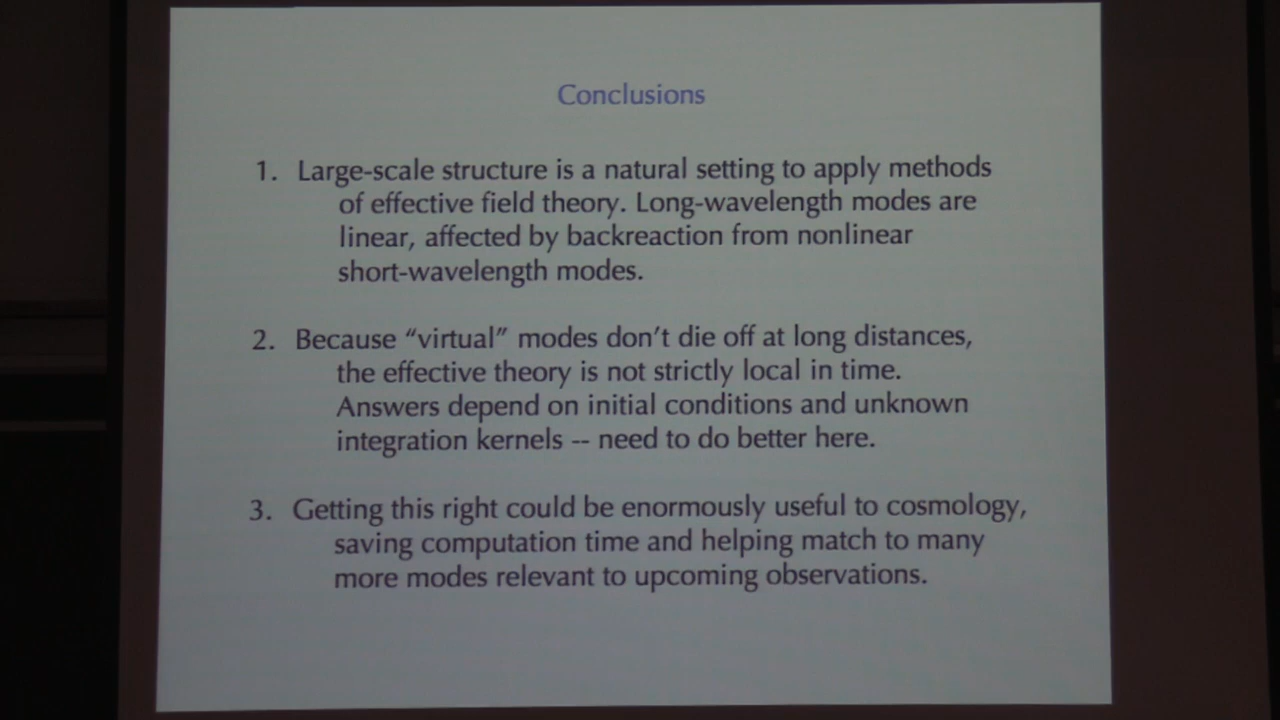 Conclusions
1. Large-scale structure is a natural setting to apply methods
of effective field theory. Long-wavelength modes are
linear, affected by backreaction from nonlinear
short-wavelength modes.
2. Because “virtual” modes don’t die off at long distances,
the effective theory is not strictly local in time.
Answers depend on initial conditions and unknown
integration kernels -- need to do better here.
3. Getting this right could be enormously useful to cosmology,
saving computation time and helping match to many
more modes relevant to upcoming observations.